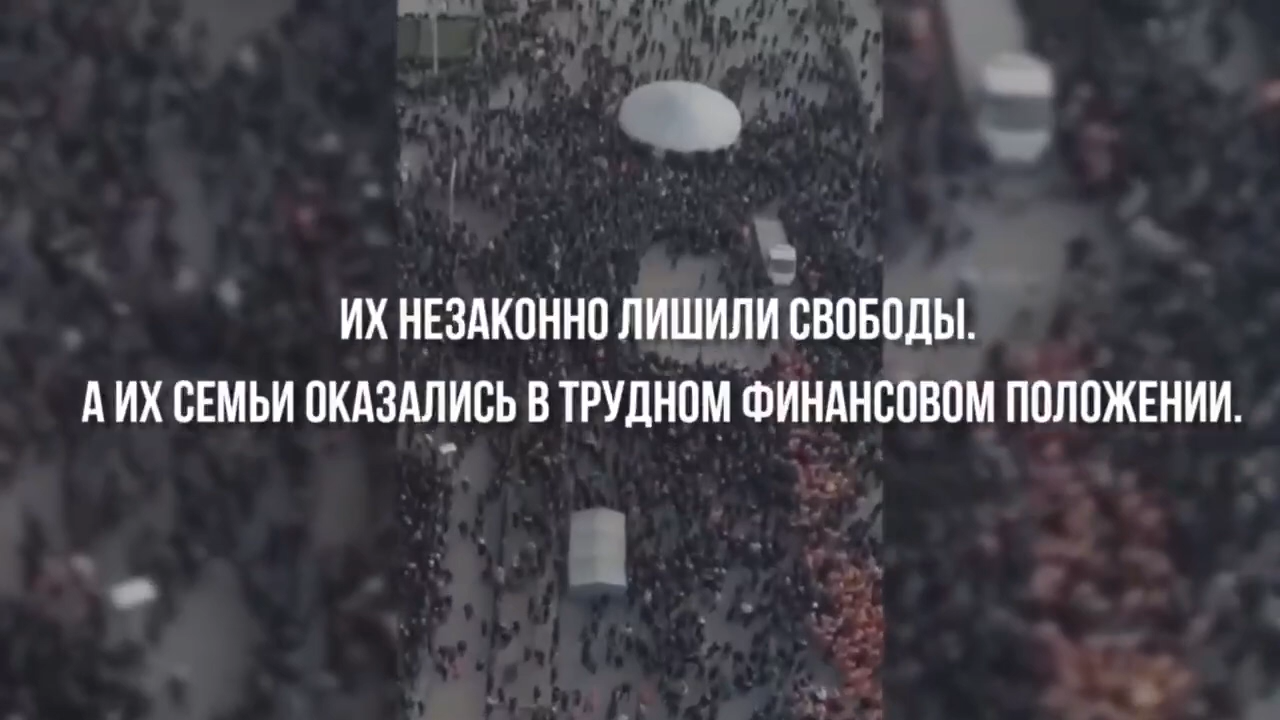 ИХ НЕЗАКОННО ЛИШИЛИ СВОБОДЫ.
А ИХ СЕМЬИ ОКАЗАЛИСЬ В ТРУДНОМ ФИНАНСОВОМ ПОЛОЖЕНИИ.